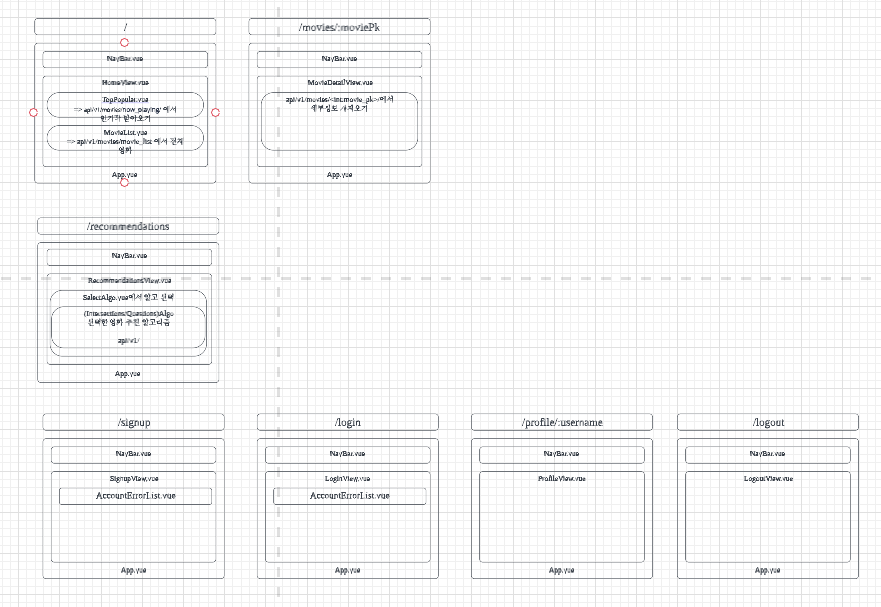 /
NavBar.vue
HomeView.vue
TopPopular.vue
=> api/v1/movies/now_playing/ 에서
인기작 받아오기
MovieList.vue
=> api/v1/movies/movie_list 에서 전체
영화
App.vue
/movies/:moviePk
NavBar.vue
MovieDetailView.vue
api/v1/movies/<int:movie_pk>/에서
세부정보 가져오기
App.vue
/recommendations
NavBar.vue
RecommendationsView.vue
SelectAlgo.vue에서 알고 선택
(Intersections/Questions)Algo
선택한 영화 추천 알고리즘
api/v1/
App.vue
/signup
NavBar.vue
SignupView.vue
AccountErrorList.vue
App.vue
/login
NavBar.vue
LoginView.vue
AccountErrorList.vue
App.vue
/profile/:username
NavBar.vue
ProfileView.vue
App.vue
/logout
NavBar.vue
LogoutView.vue
App.vue